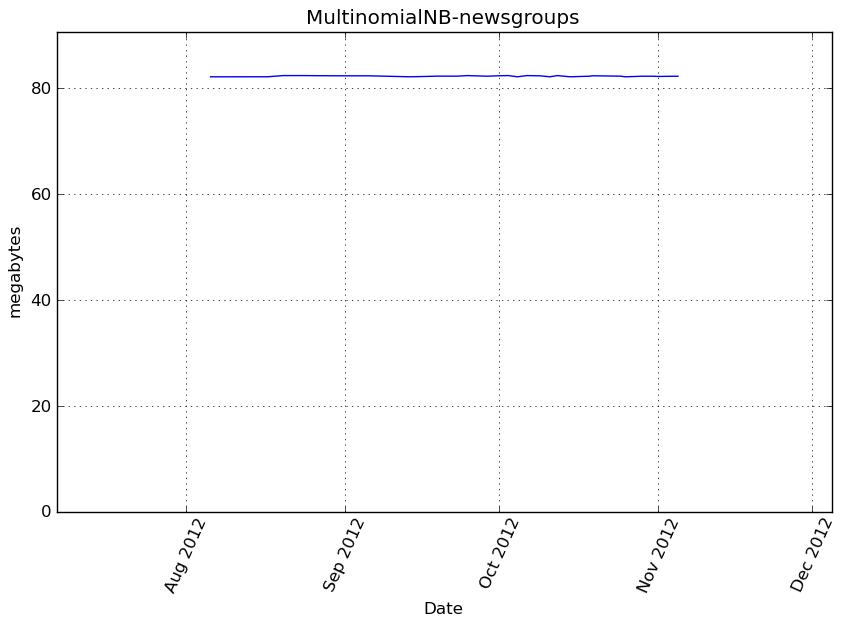 MultinomialNB-newsgroups
megabytes
80
60
40
20
0
Aug 2012
Sep 2012
Oct 2012
Nov 2012
Dec 2012
Date